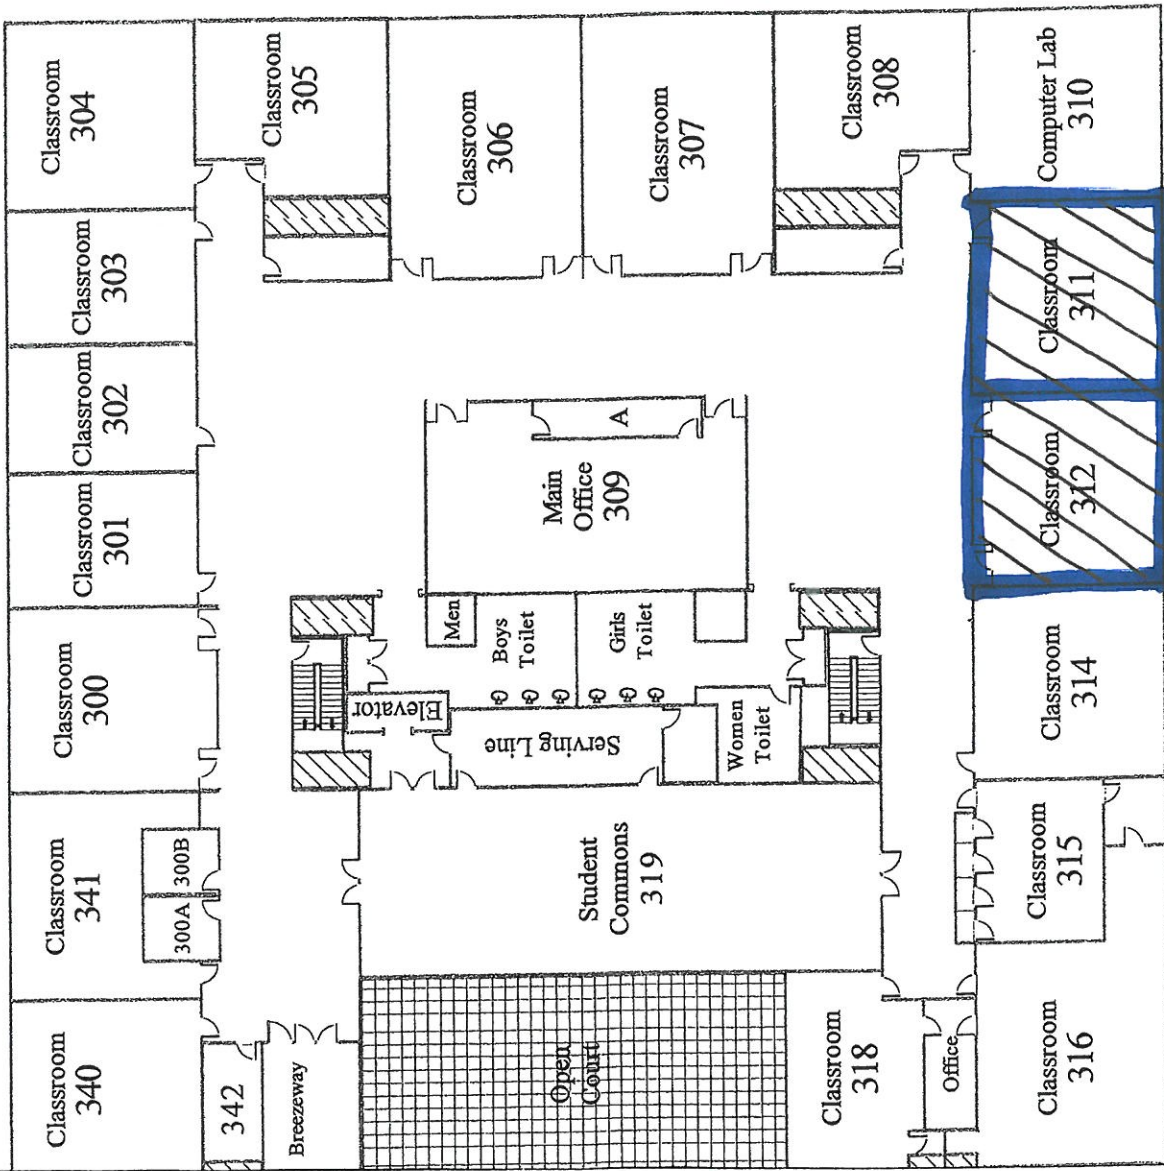 Classroom
304
Classroom
303
Classroom
302
Classroom
301
Classroom
300
Classroom
341
300B
300A
Classroom
340
342
Breezeway
Classroom
305
Classroom
306
Classroom
307
Classroom
308
Computer Lab
310
Classroom
311
Classroom
312
Classroom
314
Classroom
315
Classroom
316
Office
Classroom
318
Main
Office
309
A
Men
Boys
Toilet
Girls
Toilet
Women
Toilet
Elevator
Serving Line
Student
Commons
319
Open
Court